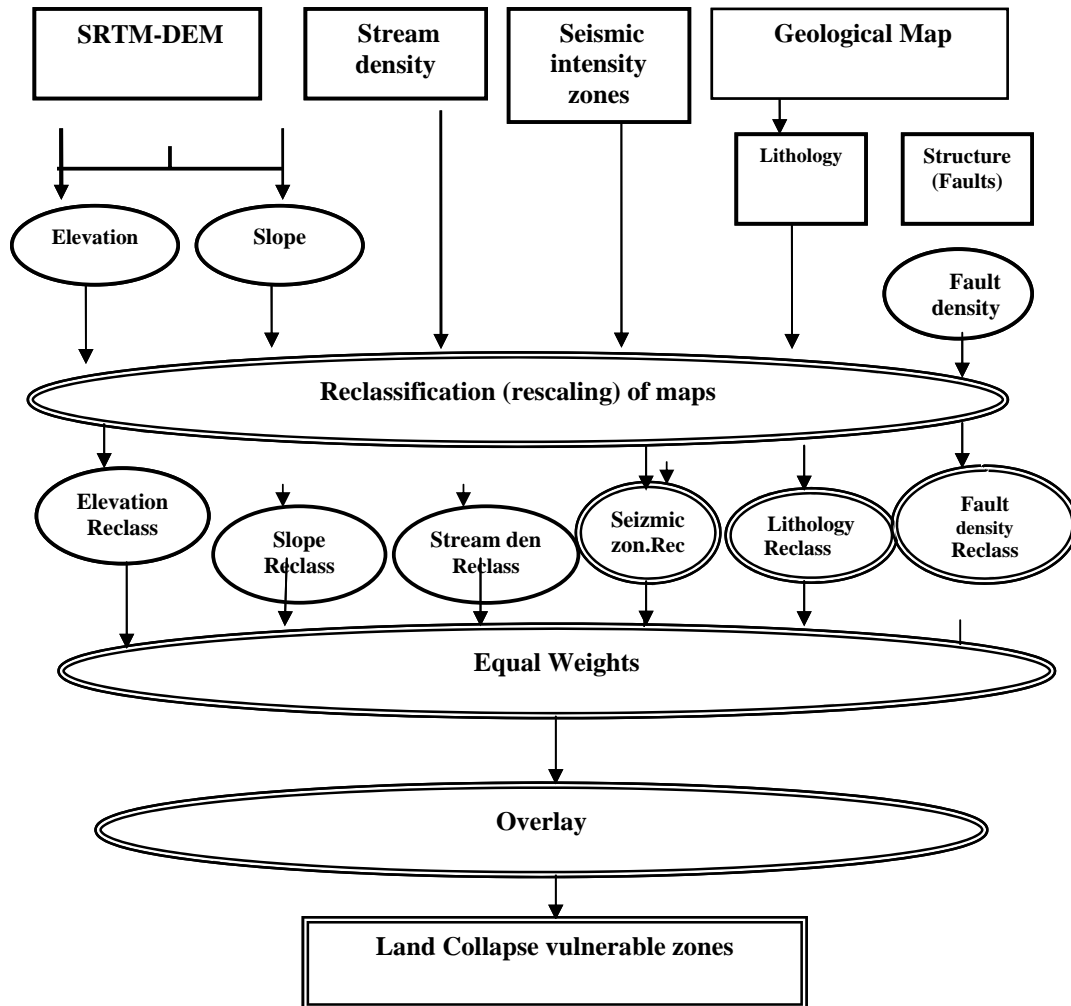 SRTM-DEM
Stream
density
Seismic
intensity
zones
Geological Map
Lithology
Structure
(Faults)
Elevation
Slope
Fault
density
Reclassification (rescaling) of maps
Elevation
Reclass
Slope
Reclass
Stream den
Reclass
Seizmic
zon.Rec
Lithology
Reclass
Fault
density
Reclass
Equal Weights
Overlay
Land Collapse vulnerable zones